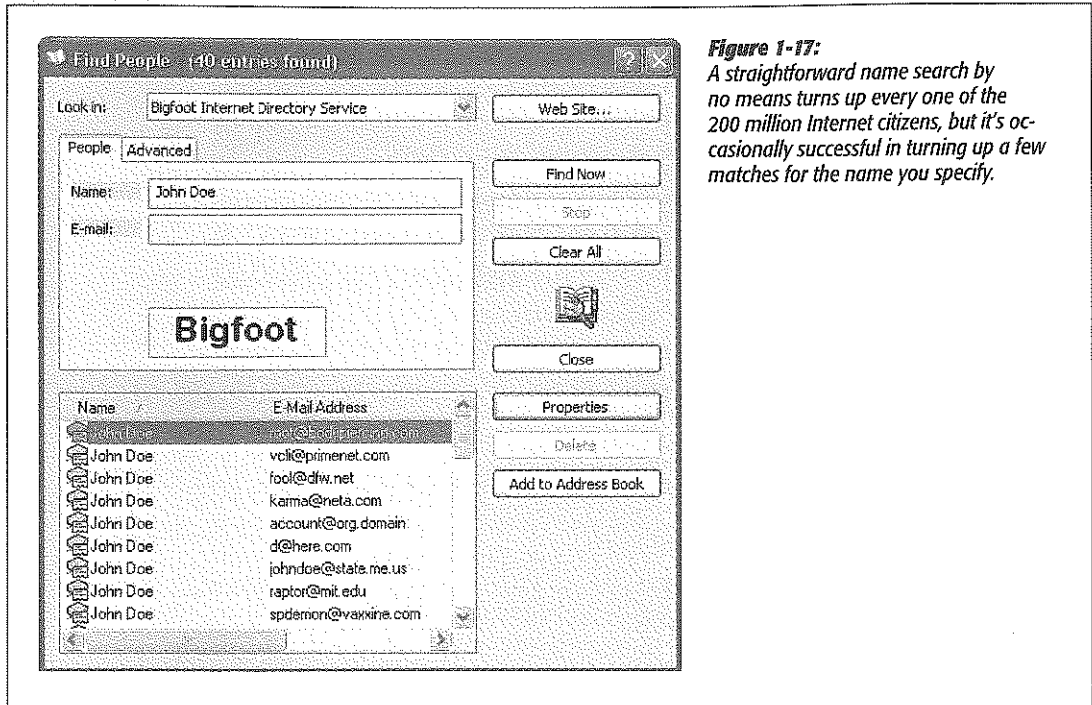 Find People - (40 entries found)
Look in:
Bigfoot Internet Directory Service
Web Site...
People
Advanced
Find Now
Name:
John Doe
Stop
E-mail:
Clear All
Bigfoot
Close
Name
E-Mail Address
Properties
John Doe
John Doe vcli@primenet.com
Delete
John Doe fool@dfw.net
Add to Address Book
John Doe karma@neta.com
John Doe account@org.domain
John Doe d@here.com
John Doe johndoe@state.me.us
John Doe raptor@mit.edu
John Doe spdemon@vaxxine.com
Figure 1-17:
A straightforward name search by
no means turns up every one of the
200 million Internet citizens, but it's oc-
casionally successful in turning up a few
matches for the name you specify.